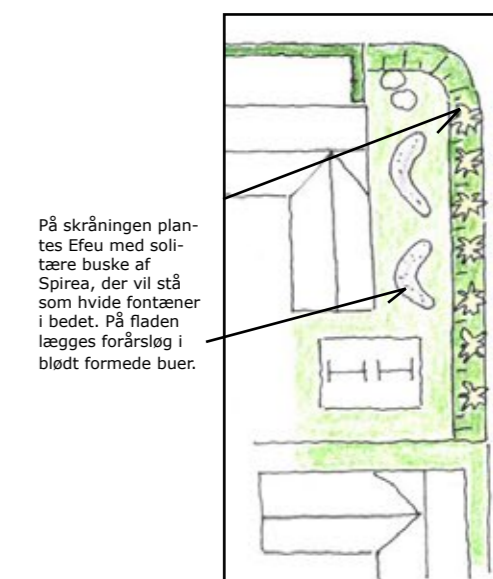 På skråningen plan-
tes Efeu med soli-
tære buske af
Spirea, der vil stå
som hvide fontæner
i bedet. På fladen
lægges forårsløg i
blødt formede buer.